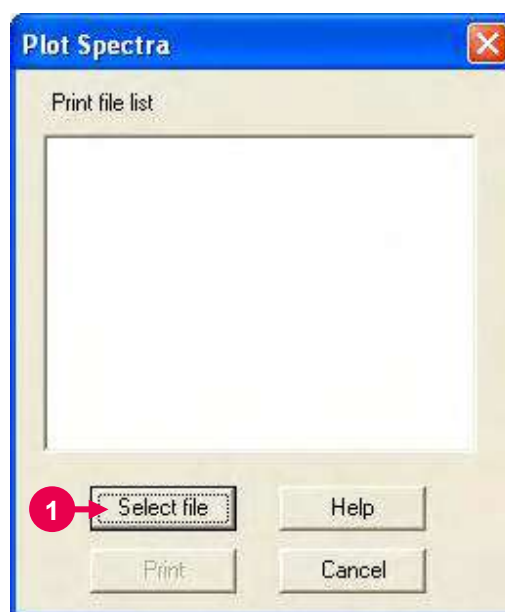 Plot Spectra
Print file list
1 Select file Help
Print Cancel